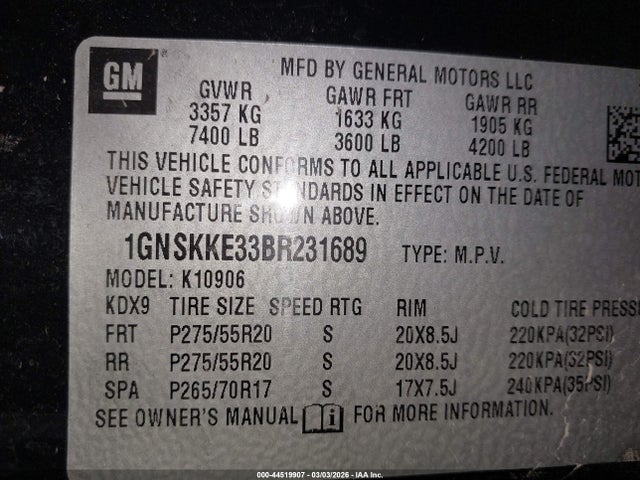 GM ®
MFD BY GENERAL MOTORS LLC
GVWR GAWR FRT GAWR RR
3357 KG 1633 KG 1905 KG
7400 LB 3600 LB 4200 LB
THIS VEHICLE CONFORMS TO ALL APPLICABLE U.S. FEDERAL MOT
VEHICLE SAFETY STANDARDS IN EFFECT ON THE DATE OF
MANUFACTURE SHOWN ABOVE.
1GNSKKE33BR231689 TYPE: M.P.V.
MODEL: K10906
KDX9 TIRE SIZE SPEED RTG RIM COLD TIRE PRESS
FRT P275/55R20 S 20X8.5J 220KPA(32PSI)
RR P275/55R20 S 20X8.5J 220KPA(32PSI)
SPA P265/70R17 S 17X7.5J 240KPA(35PSI)
SEE OWNER'S MANUAL i FOR MORE INFORMATION.
000-44519907 - 03/03/2026 - IAA Inc.